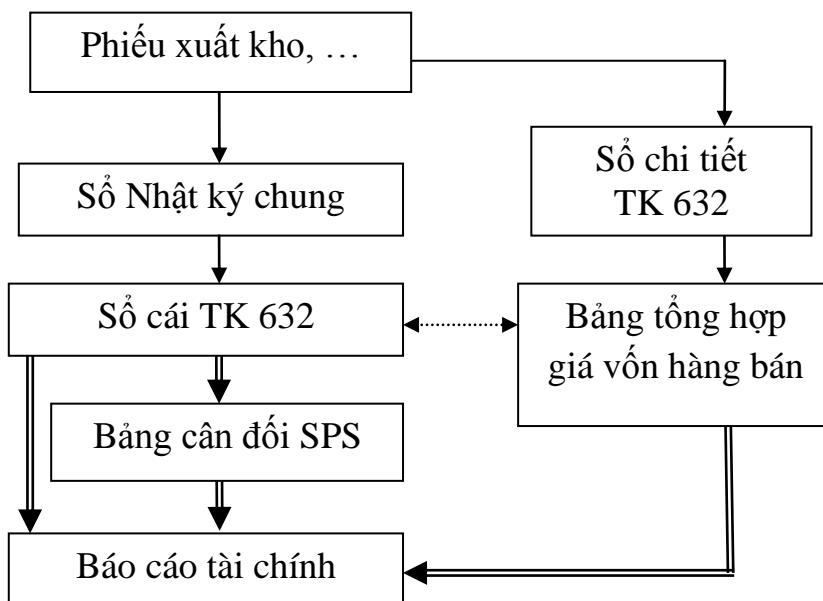 Phiếu xuất kho, …
Sổ Nhật ký chung
Sổ chi tiết
TK 632
Sổ cái TK 632
Bảng tổng hợp
giá vốn hàng bán
Bảng cân đối SPS
Báo cáo tài chính